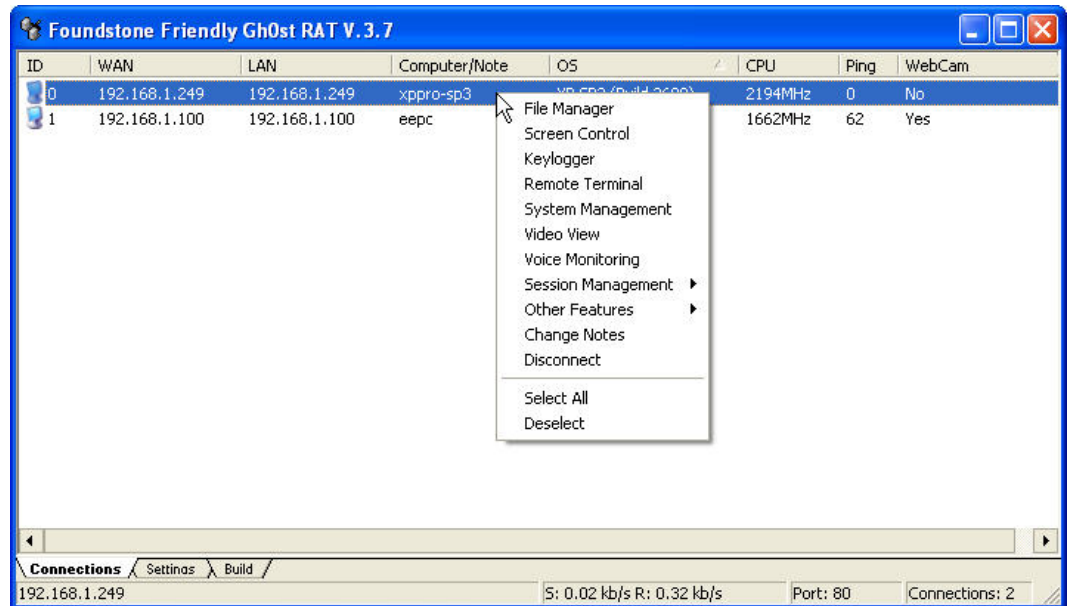 Foundstone Friendly Gh0st RAT V.3.7
ID WAN LAN Computer/Note OS CPU Ping WebCam
0 192.168.1.249 192.168.1.249 xppro-sp3 2194MHz 0 No
1 192.168.1.100 192.168.1.100 eepc 1662MHz 62 Yes
File Manager
Screen Control
Keylogger
Remote Terminal
System Management
Video View
Voice Monitoring
Session Management
Other Features
Change Notes
Disconnect
Select All
Deselect
Connections Settings Build
192.168.1.249 S: 0.02 kb/s R: 0.32 kb/s Port: 80 Connections: 2